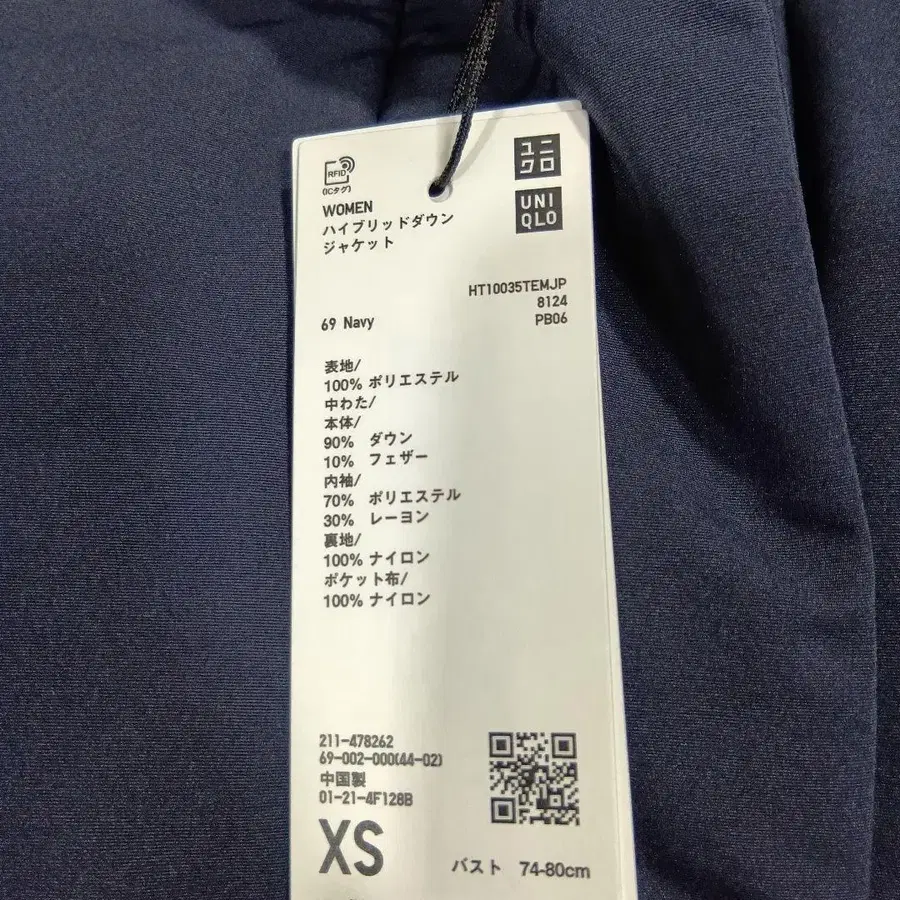 RFID
(ICタグ)
ユニ
クロ
UNI
QLO
WOMEN
ハイブリッドダウン
ジャケット
HT10035TEMJP
8124
PB06
69 Navy
表地/
100% ポリエステル
中わた/
本体/
90% ダウン
10% フェザー
内袖/
70% ポリエステル
30% レーヨン
裏地/
100% ナイロン
ポケット布/
100% ナイロン
211-478262
69-002-000(44-02)
中国製
01-21-4F128B
XS
バスト 74-80cm